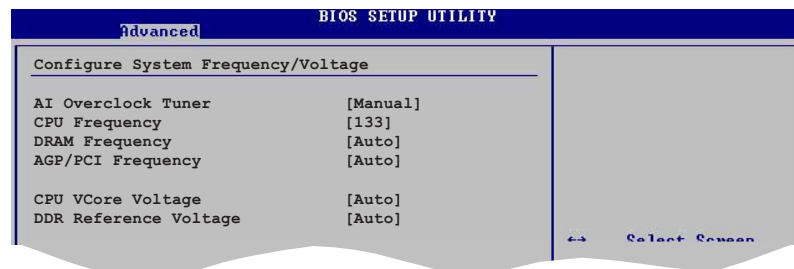 BIOS SETUP UTILITY
Advanced
Configure System Frequency/Voltage
AI Overclock Tuner [Manual]
CPU Frequency [133]
DRAM Frequency [Auto]
AGP/PCI Frequency [Auto]
CPU VCore Voltage [Auto]
DDR Reference Voltage [Auto]
↔ Select Screen